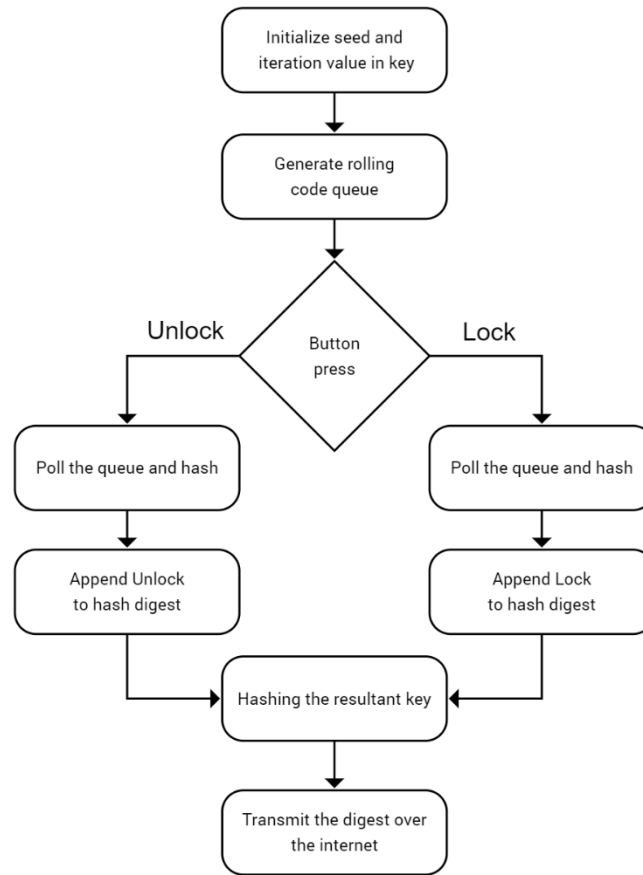 Initialize seed and
iteration value in key
Generate rolling
code queue
Unlock
Lock
Button
press
Poll the queue and hash
Poll the queue and hash
Append Unlock
to hash digest
Append Lock
to hash digest
Hashing the resultant key
Transmit the digest over
the internet